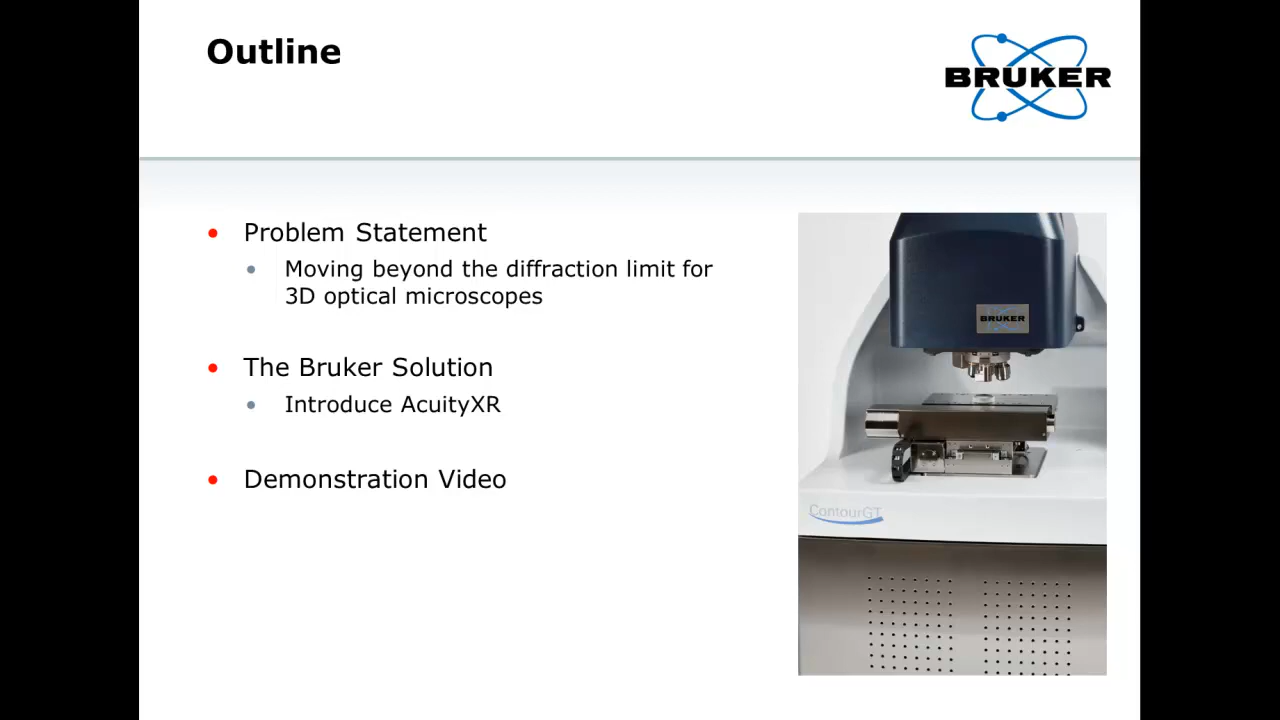 Outline
BRUKER
Problem Statement
Moving beyond the diffraction limit for
3D optical microscopes
The Bruker Solution
Introduce AcuityXR
Demonstration Video
BRUKER
ContourGT